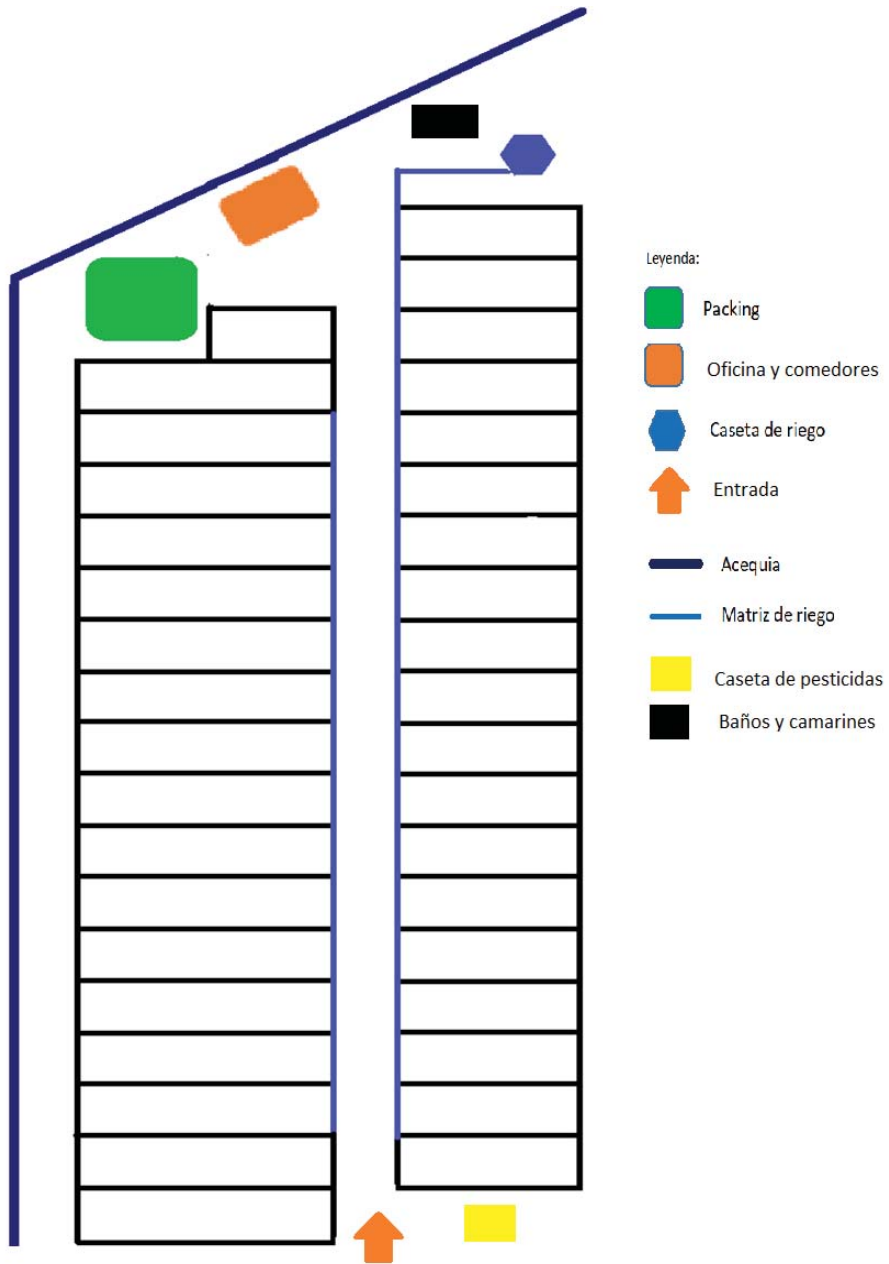 Leyenda:
Packing
Oficina y comedores
Caseta de riego
Entrada
Acequia
Matriz de riego
Caseta de pesticidas
Baños y camarines